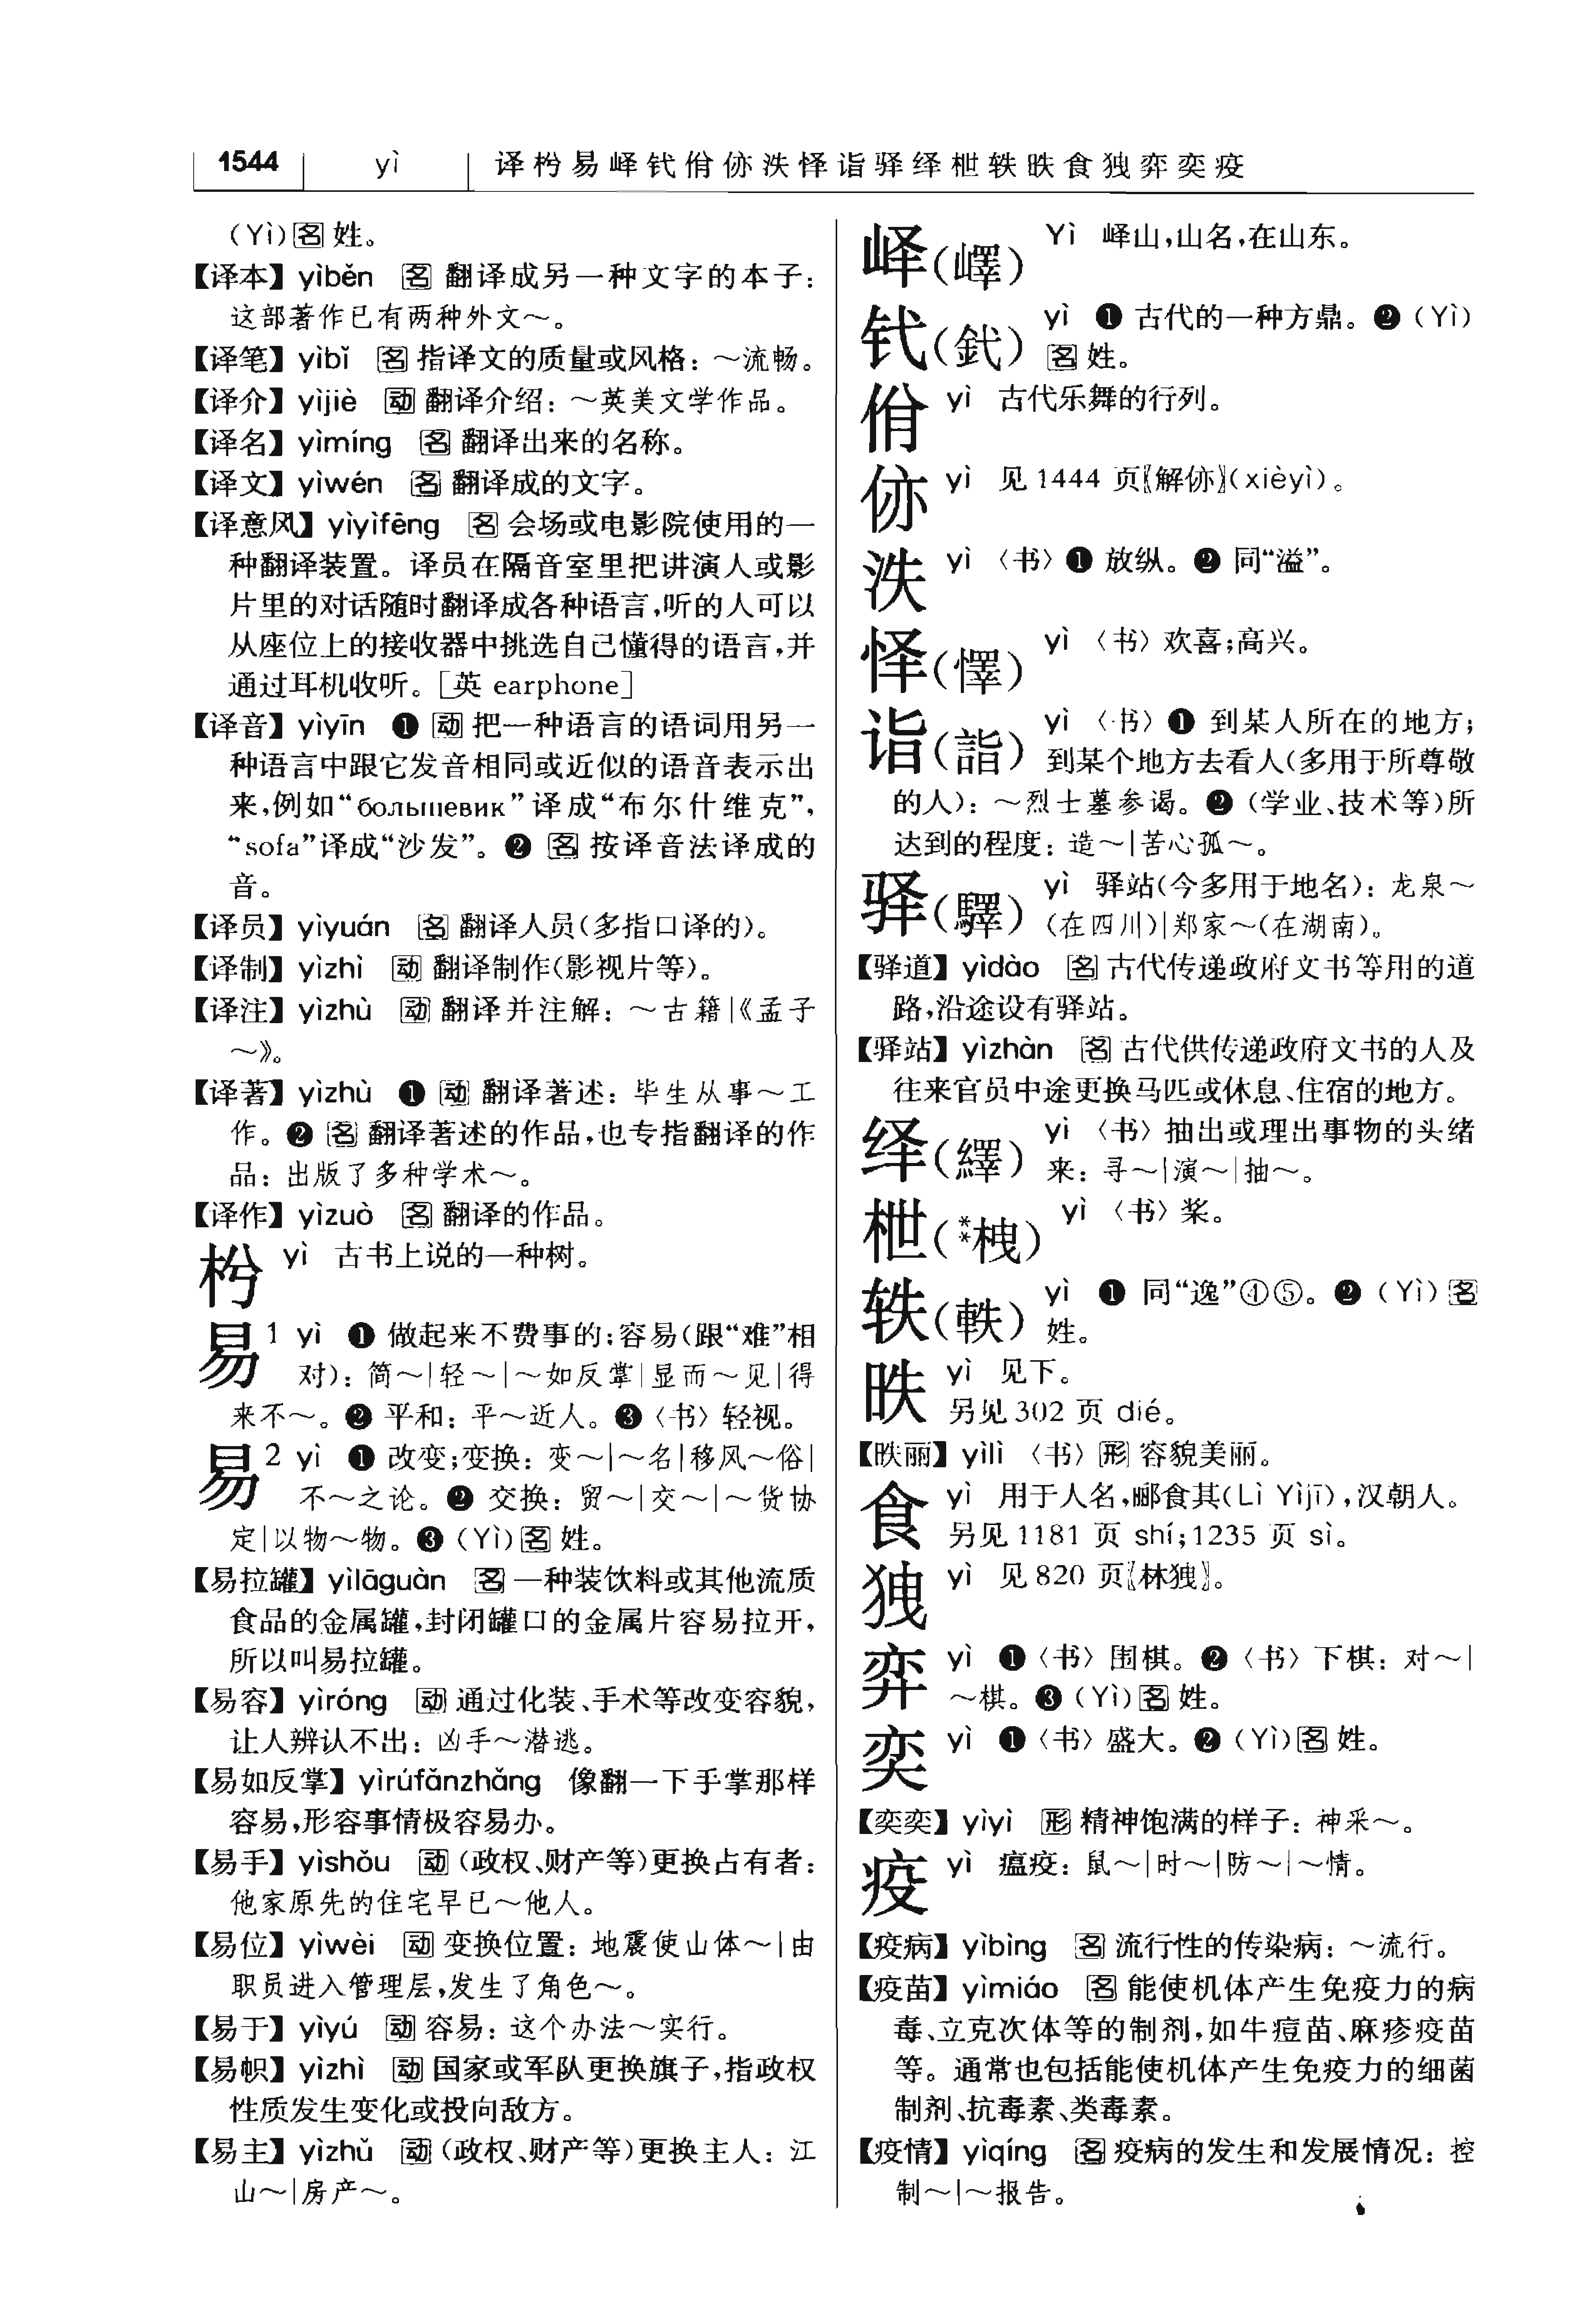 1544 yì 译枍易峄𫓧佾㑊泆怿诣驿绎枻轶昳食㹭弈奕疫
(Yì)名 姓。
【译本】 yìběn 名 翻译成另一种文字的本子：
这部著作已有两种外文～。
【译笔】 yìbǐ 名 指译文的质量或风格：～流畅。
【译介】 yìjiè 动 翻译介绍：～英美文学作品。
【译名】 yìmíng 名 翻译出来的名称。
【译文】 yìwén 名 翻译成的文字。
【译意风】 yìyìfēng 名 会场或电影院使用的一
种翻译装置。译员在隔音室里把讲演人或影
片里的对话随时翻译成各种语言，听的人可以
从座位上的接收器中挑选自己懂得的语言，并
通过耳机收听。[英 earphone]
【译音】 yìyīn ❶ 动 把一种语言的语词用另一
种语言中跟它发音相同或近似的语音表示出
来，例如“большевик”译成“布尔什维克”，
“sofa”译成“沙发”。❷ 名 按译音法译成的
音。
【译员】 yìyuán 名 翻译人员（多指口译的）。
【译制】 yìzhì 动 翻译制作（影视片等）。
【译注】 yìzhù 动 翻译并注解：～古籍|《孟子
～》。
【译著】 yìzhù ❶ 动 翻译著述：毕生从事～工
作。❷ 名 翻译著述的作品，也专指翻译的作
品：出版了多种学术～。
【译作】 yìzuò 名 翻译的作品。
枍 yì 古书上说的一种树。
易1 yì ❶ 做起来不费事的；容易（跟“难”相
对）：简～|轻～|～如反掌|显而～见|得
来不～。❷ 平和：平～近人。❸〈书〉轻视。
易2 yì ❶ 改变；变换：变～|～名|移风～俗|
不～之论。❷ 交换：贸～|交～|～货协
定|以物～物。❸（Yì）名 姓。
【易拉罐】 yìlāguàn 名 一种装饮料或其他流质
食品的金属罐，封闭罐口的金属片容易拉开，
所以叫易拉罐。
【易容】 yìróng 动 通过化装、手术等改变容貌，
让人辨认不出：凶手～潜逃。
【易如反掌】 yìrúfǎnzhǎng 像翻一下手掌那样
容易，形容事情极容易办。
【易手】 yìshǒu 动（政权、财产等）更换占有者：
他家原先的住宅早已～他人。
【易位】 yìwèi 动 变换位置：地震使山体～|由
职员进入管理层，发生了角色～。
【易于】 yìyú 动 容易：这个办法～实行。
【易帜】 yìzhì 动 国家或军队更换旗子，指政权
性质发生变化或投向敌方。
【易主】 yìzhǔ 动（政权、财产等）更换主人：江
山～|房产～。
峄（嶧） Yì 峄山，山名，在山东。
钛（釴） yì ❶ 古代的一种方鼎。❷（Yì）
名 姓。
佾 yì 古代乐舞的行列。
㑊 yì 见 1444 页〖解㑊〗（xièyì）。
泆 yì〈书〉❶ 放纵。❷ 同“溢”。
怿（懌） yì〈书〉欢喜；高兴。
诣（詣） yì〈书〉❶ 到某人所在的地方；
到某个地方去看人（多用于所尊敬
的人）：～烈士墓参谒。❷（学业、技术等）所
达到的程度：造～|苦心孤～。
驿（驛） yì 驿站（今多用于地名）：龙泉～
（在四川）|郑家～（在湖南）。
【驿道】 yìdào 名 古代传递政府文书等用的道
路，沿途设有驿站。
【驿站】 yìzhàn 名 古代供传递政府文书的人及
往来官员中途更换马匹或休息、住宿的地方。
绎（繹） yì〈书〉抽出或理出事物的头绪
来：寻～|演～|抽～。
枻（**栧） yì〈书〉桨。
轶（軼） yì ❶ 同“逸”④⑤。❷（Yì）名
姓。
昳 yì 见下。
另见 302 页 dié。
【昳丽】 yìlì〈书〉形 容貌美丽。
食 yì 用于人名，郦食其（Lì Yìjī），汉朝人。
另见 1181 页 shí；1235 页 sì。
㹭 yì 见 820 页〖林㹭〗。
弈 yì ❶〈书〉围棋。❷〈书〉下棋：对～|
～棋。❸（Yì）名 姓。
奕 yì ❶〈书〉盛大。❷（Yì）名 姓。
【奕奕】 yìyì 形 精神饱满的样子：神采～。
疫 yì 瘟疫：鼠～|时～|防～|～情。
【疫病】 yìbìng 名 流行性的传染病：～流行。
【疫苗】 yìmiáo 名 能使机体产生免疫力的病
毒、立克次体等的制剂，如牛痘苗、麻疹疫苗
等。通常也包括能使机体产生免疫力的细菌
制剂、抗毒素、类毒素。
【疫情】 yìqíng 名 疫病的发生和发展情况：控
制～|～报告。